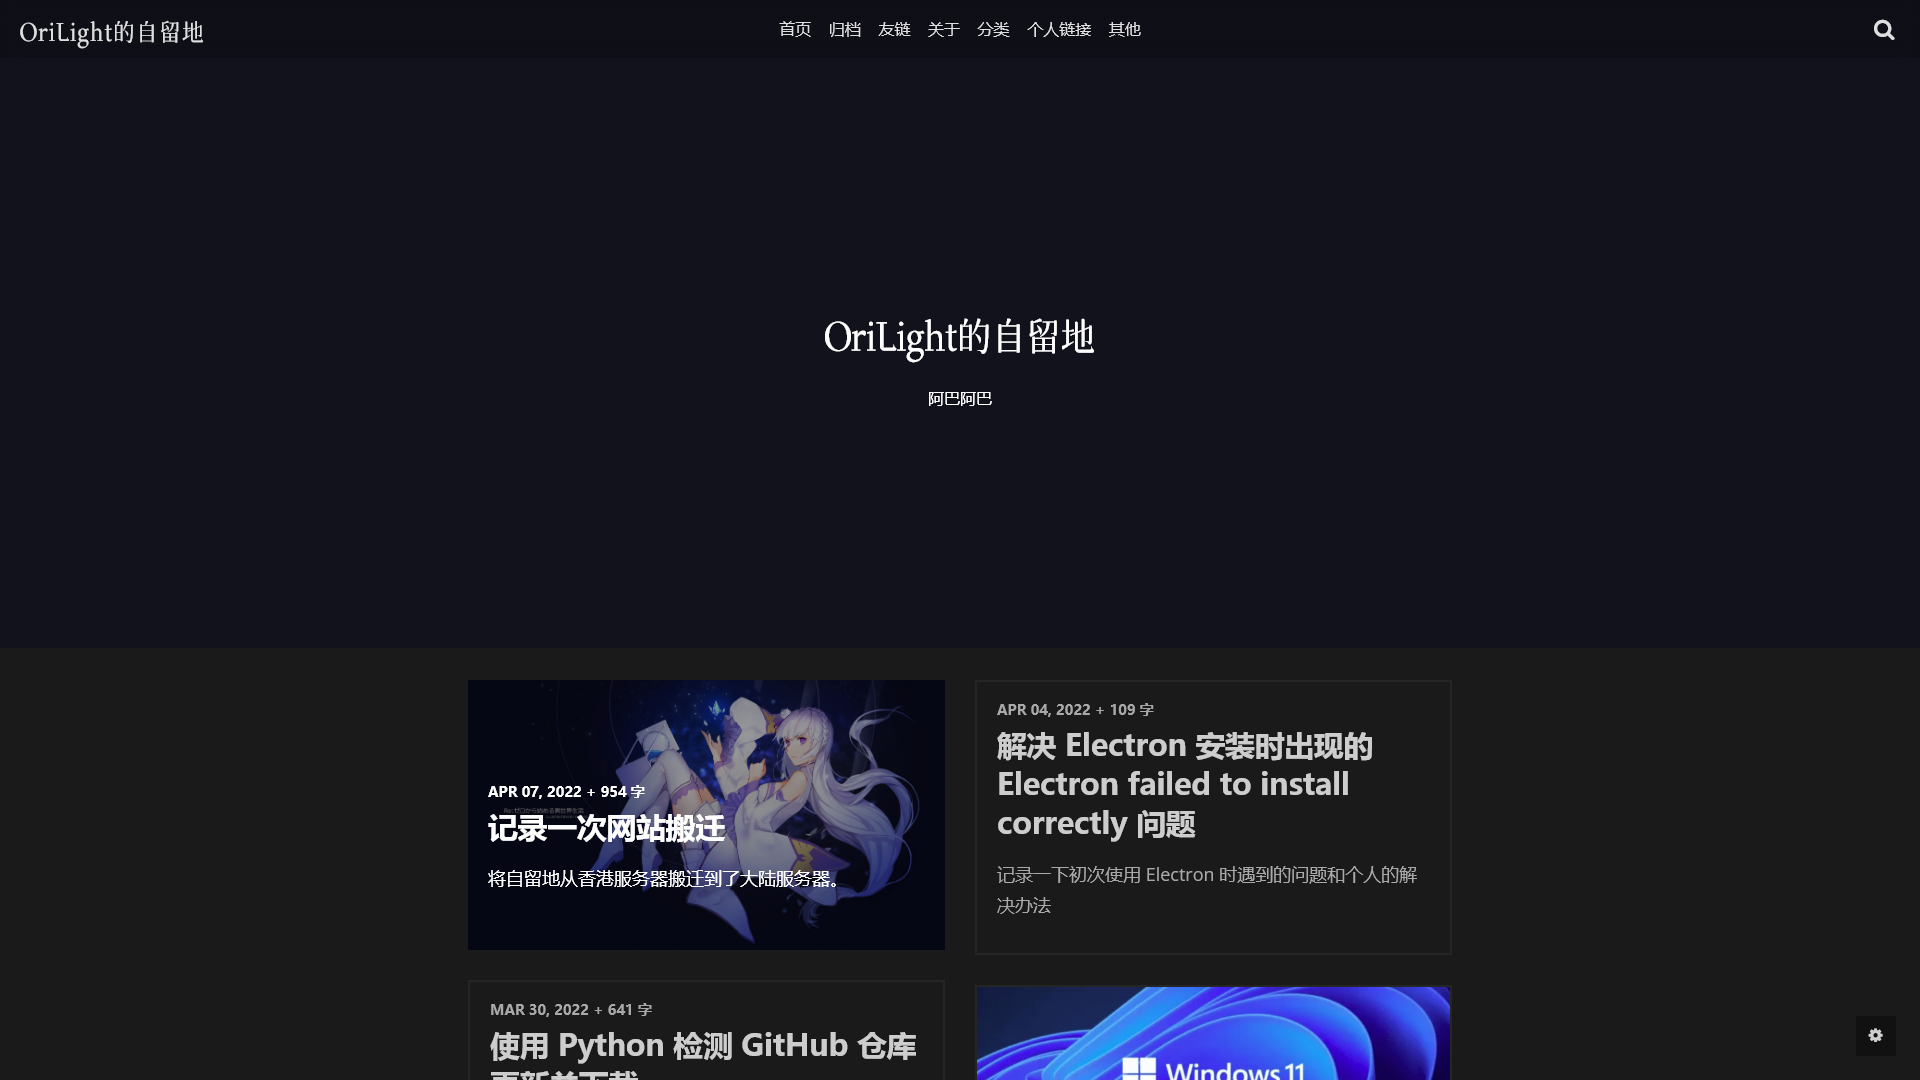 OriLight的自留地
首页 归档 友链 关于 分类 个人链接 其他
OriLight的自留地
阿巴阿巴
APR 07, 2022 + 954 字
记录一次网站搬迁
将自留地从香港服务器搬迁到了大陆服务器。
APR 04, 2022 + 109 字
解决 Electron 安装时出现的
Electron failed to install
correctly 问题
记录一下初次使用 Electron 时遇到的问题和个人的解
决办法
MAR 30, 2022 + 641 字
使用 Python 检测 GitHub 仓库
更新并下载
Windows 11